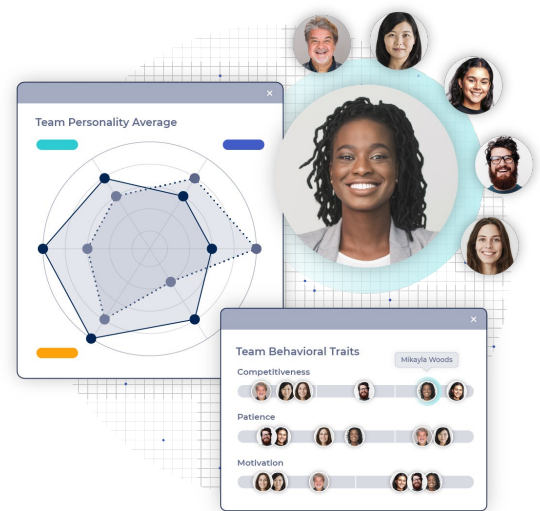 Team Personality Average
Team Behavioral Traits
Mikayla Woods
Competitiveness
Patience
Motivation